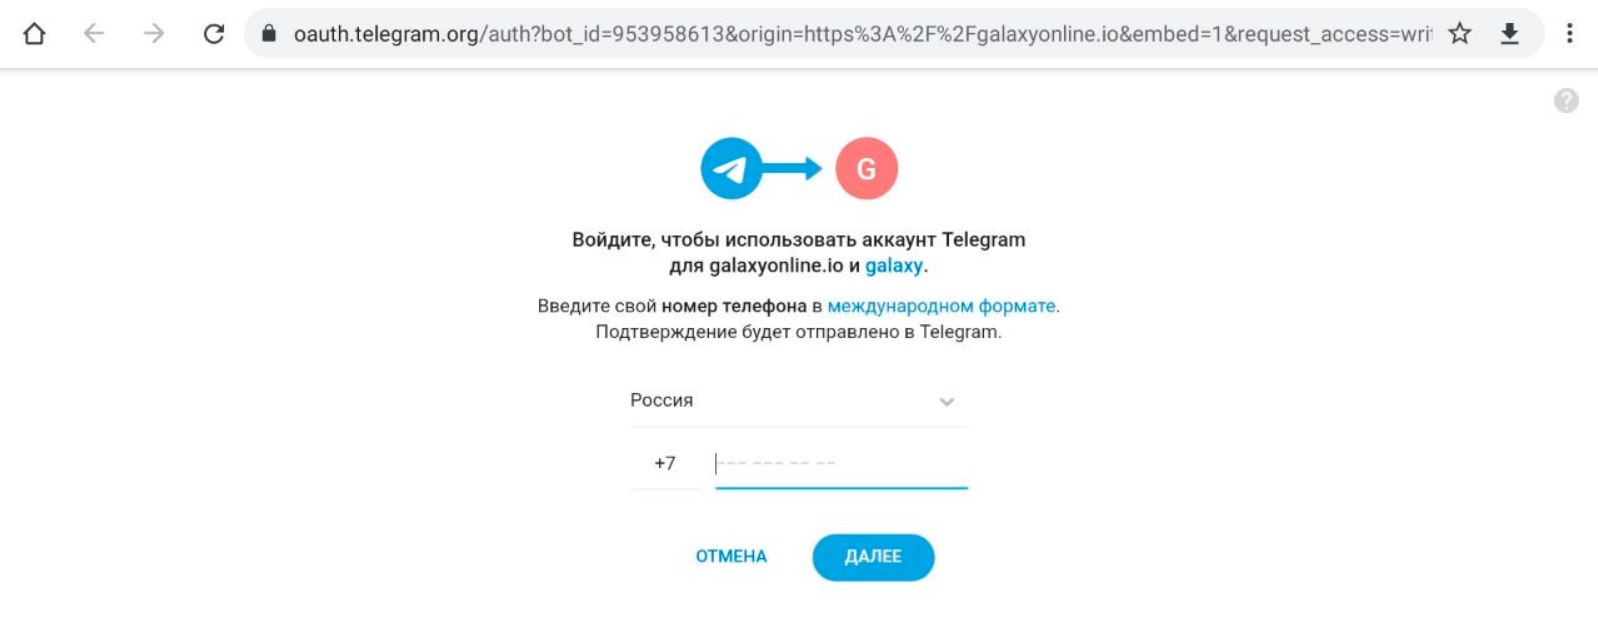 oauth.telegram.org/auth?bot_id=953958613&origin=https%3A%2F%2Fgalaxyonline.io&embed=1&request_access=wri
G
Войдите, чтобы использовать аккаунт Telegram
для galaxyonline.io и galaxy.
Введите свой номер телефона в международном формате.
Подтверждение будет отправлено в Telegram.
Россия
+7 --- --- -- --
ОТМЕНА ДАЛЕЕ